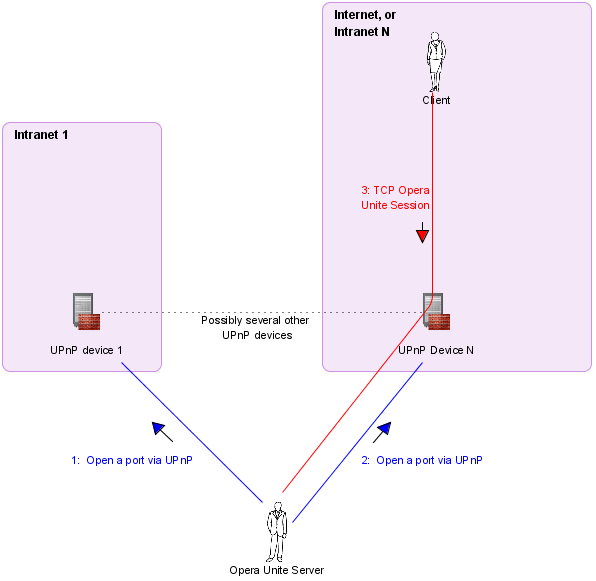 Internet, or
Intranet N
Client
Intranet 1
3: TCP Opera
Unite Session
Possibly several other
UPnP devices
UPnP device 1
UPnP Device N
1:  Open a port via UPnP
2:  Open a port via UPnP
Opera Unite Server